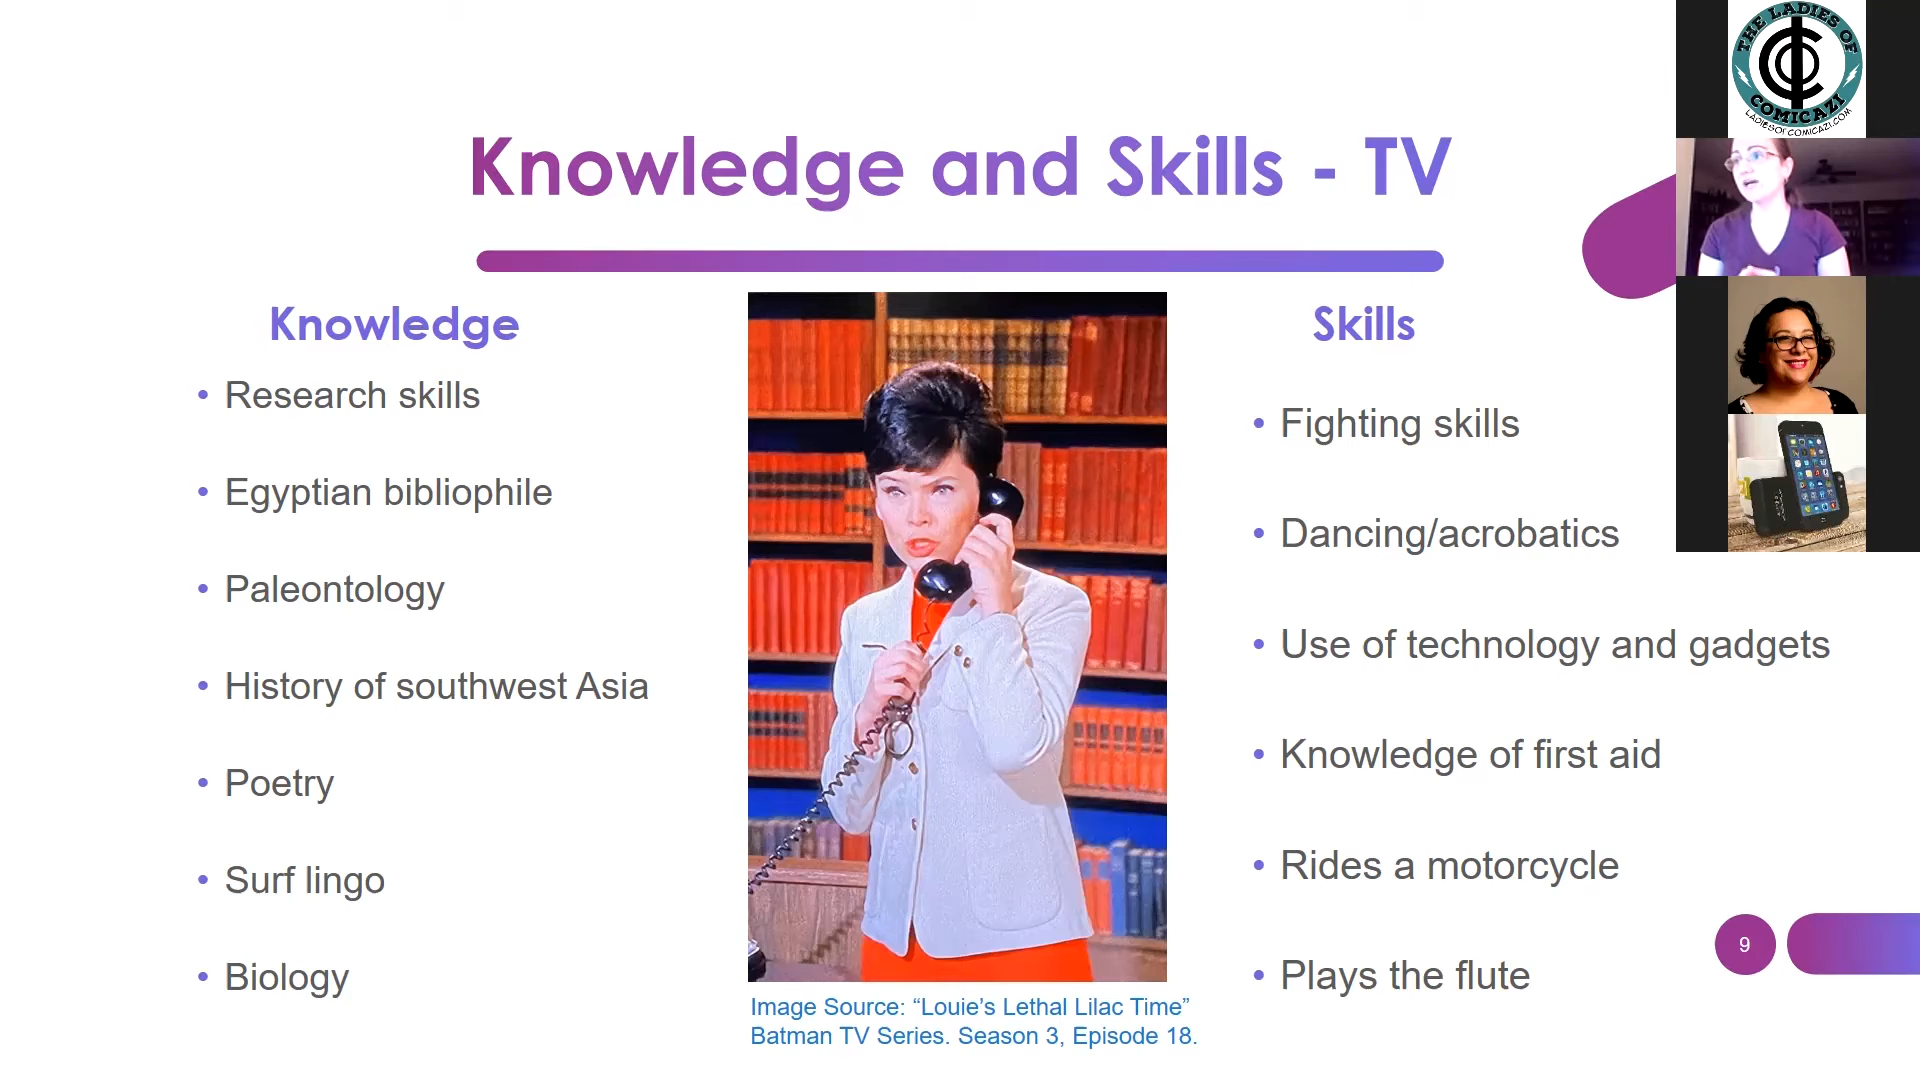 Knowledge and Skills - TV
Knowledge
• Research skills
• Egyptian bibliophile
• Paleontology
• History of southwest Asia
• Poetry
• Surf lingo
• Biology
Image Source: “Louie’s Lethal Lilac Time”
Batman TV Series. Season 3, Episode 18.
Skills
• Fighting skills
• Dancing/acrobatics
• Use of technology and gadgets
• Knowledge of first aid
• Rides a motorcycle
• Plays the flute
9
THE LADIES OF
COMICAZI
LADIESOFCOMICAZI.COM